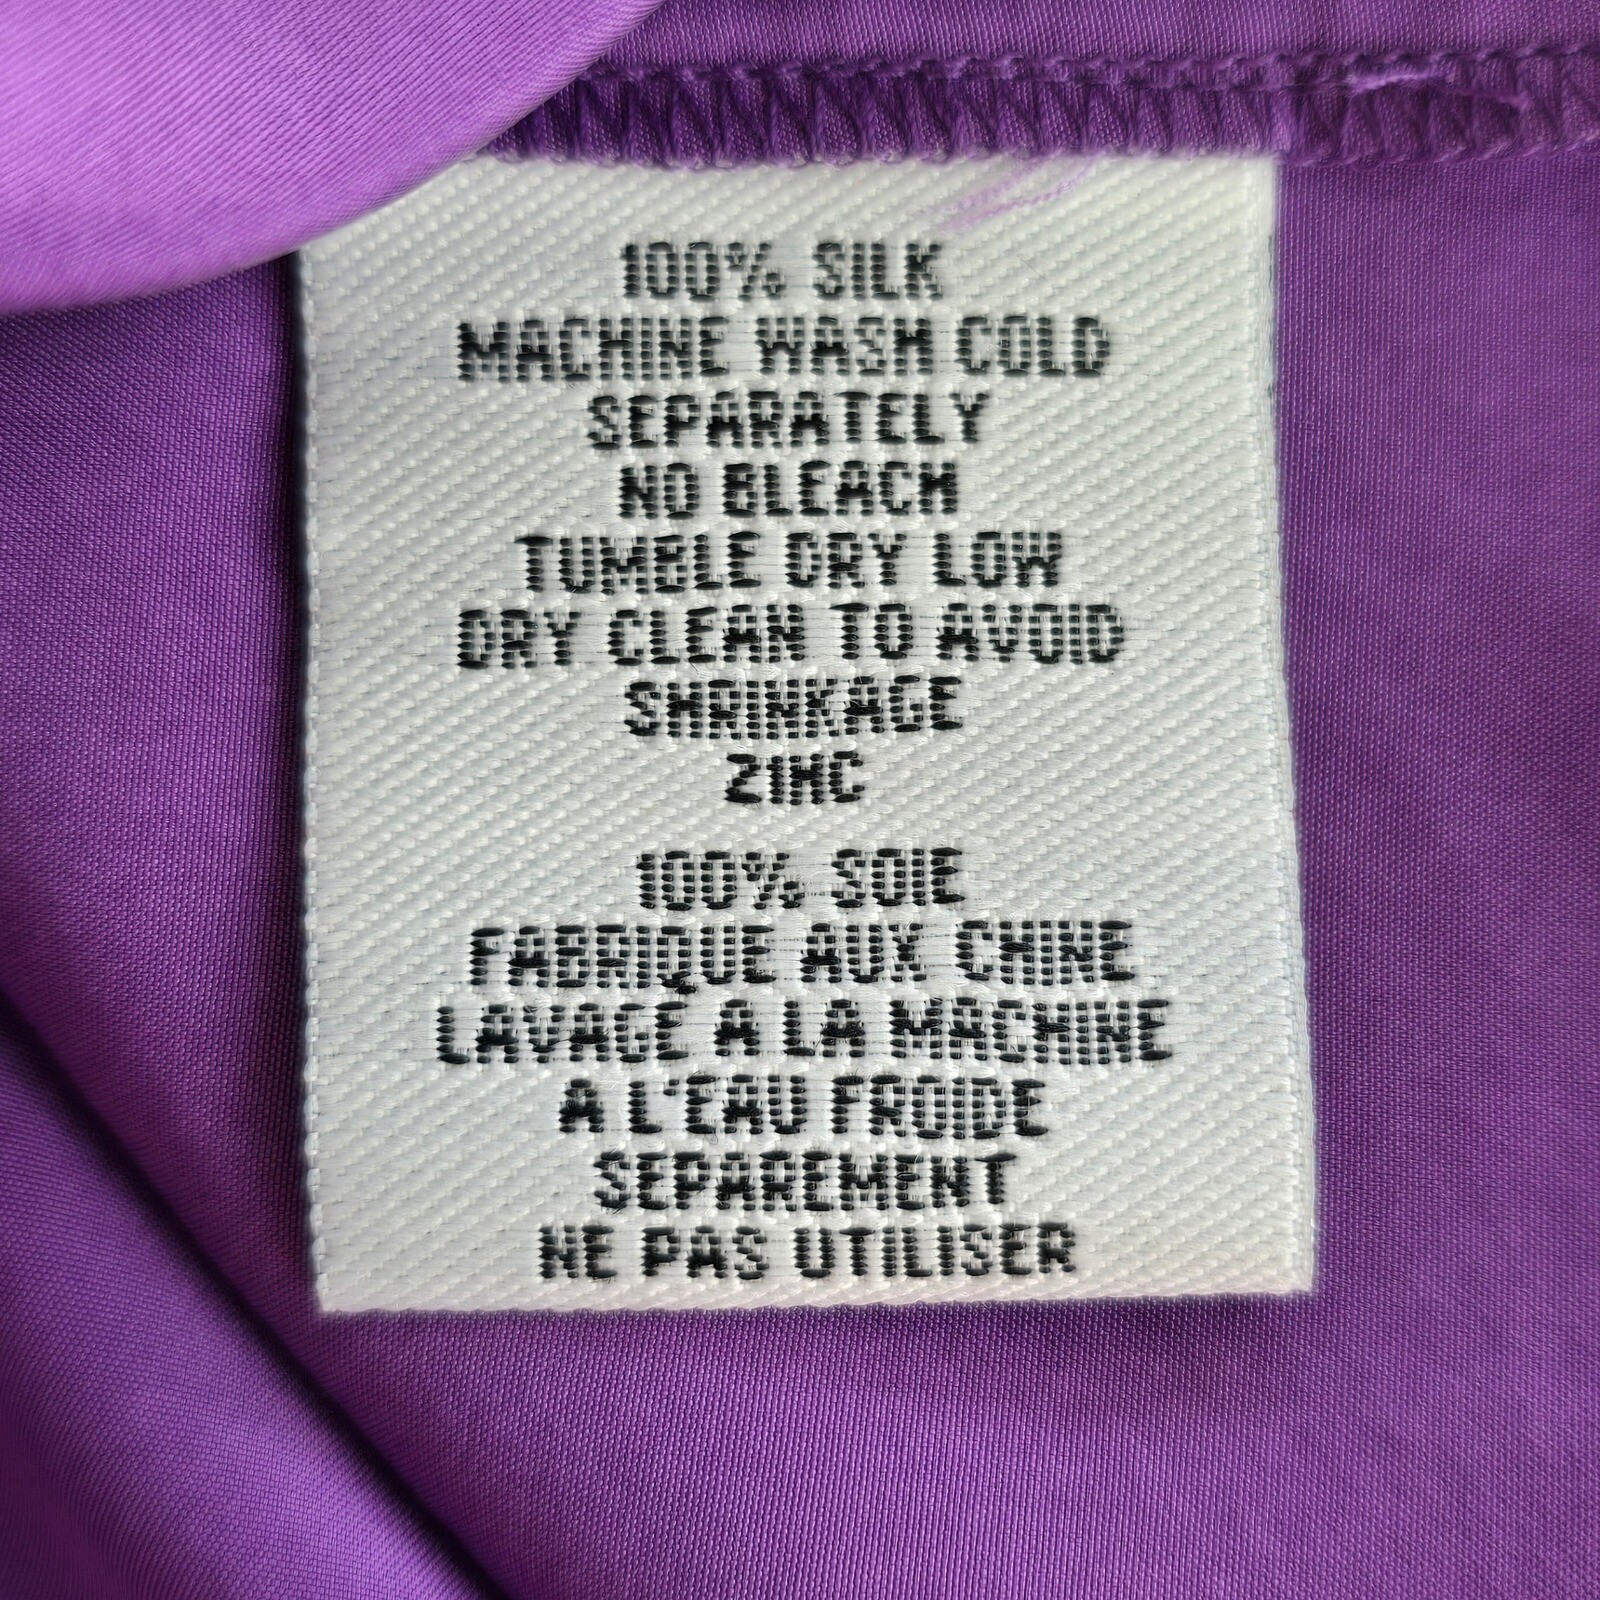 100% SILK
MACHINE WASH COLD
SEPARATELY
NO BLEACH
TUMBLE DRY LOW
DRY CLEAN TO AVOID
SHRINKAGE
Z1HC
100% SOIE
FABRIQUE AUX CHINE
LAVAGE A LA MACHINE
A L'EAU FROIDE
SEPAREMENT
NE PAS UTILISER